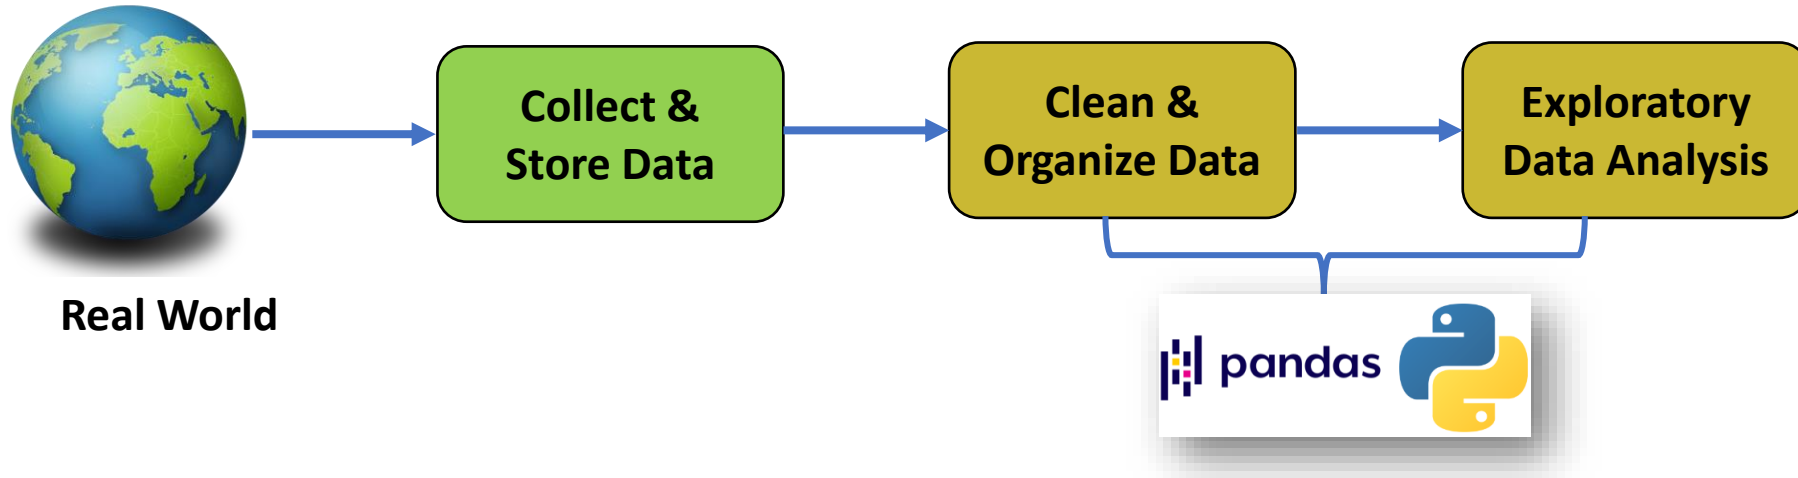 Collect &
Store Data
Clean &
Organize Data
Exploratory
Data Analysis
Real World
pandas